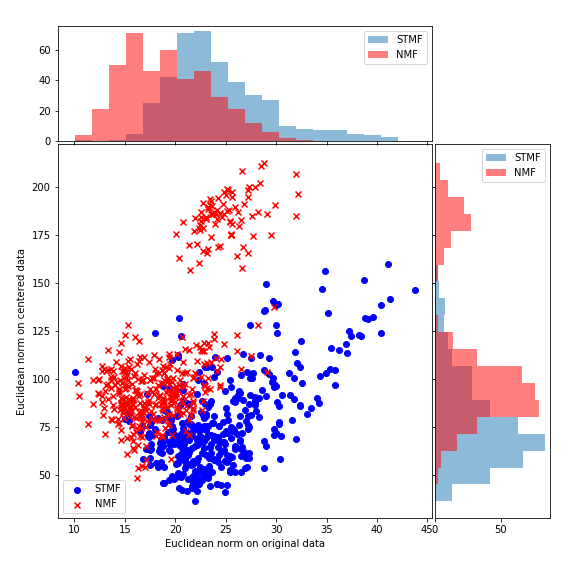 STMF
NMF
60
40
20
0
STMF
NMF
200
175
150
125
100
75
50
Euclidean norm on centered data
STMF
NMF
10 15 20 25 30 35 40 45
0 50
Euclidean norm on original data